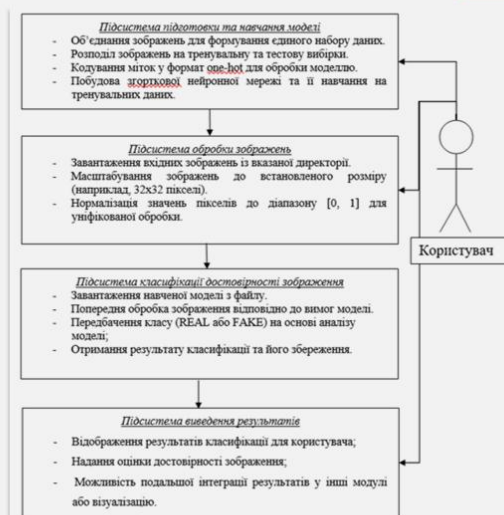 Підсистема підготовки та навчання моделі
- Об’єднання зображень для формування єдиного набору даних.
- Розподіл зображень на тренувальну та тестову вибірки.
- Кодування міток у формат one-hot для обробки моделлю.
- Побудова згорткової нейронної мережі та її навчання на
тренувальних даних.
Підсистема обробки зображень
- Завантаження вхідних зображень із вказаної директорії.
- Масштабування зображень до встановленого розміру
(наприклад, 32x32 пікселі).
- Нормалізація значень пікселів до діапазону [0, 1] для
уніфікованої обробки.
Користувач
Підсистема класифікації достовірності зображення
- Завантаження навченої моделі з файлу.
- Попередня обробка зображення відповідно до вимог моделі.
- Передбачення класу (REAL або FAKE) на основі аналізу
моделі;
- Отримання результату класифікації та його збереження.
Підсистема виведення результатів
- Відображення результатів класифікації для користувача;
- Надання оцінки достовірності зображення;
- Можливість подальшої інтеграції результатів у інші модулі
або візуалізацію.